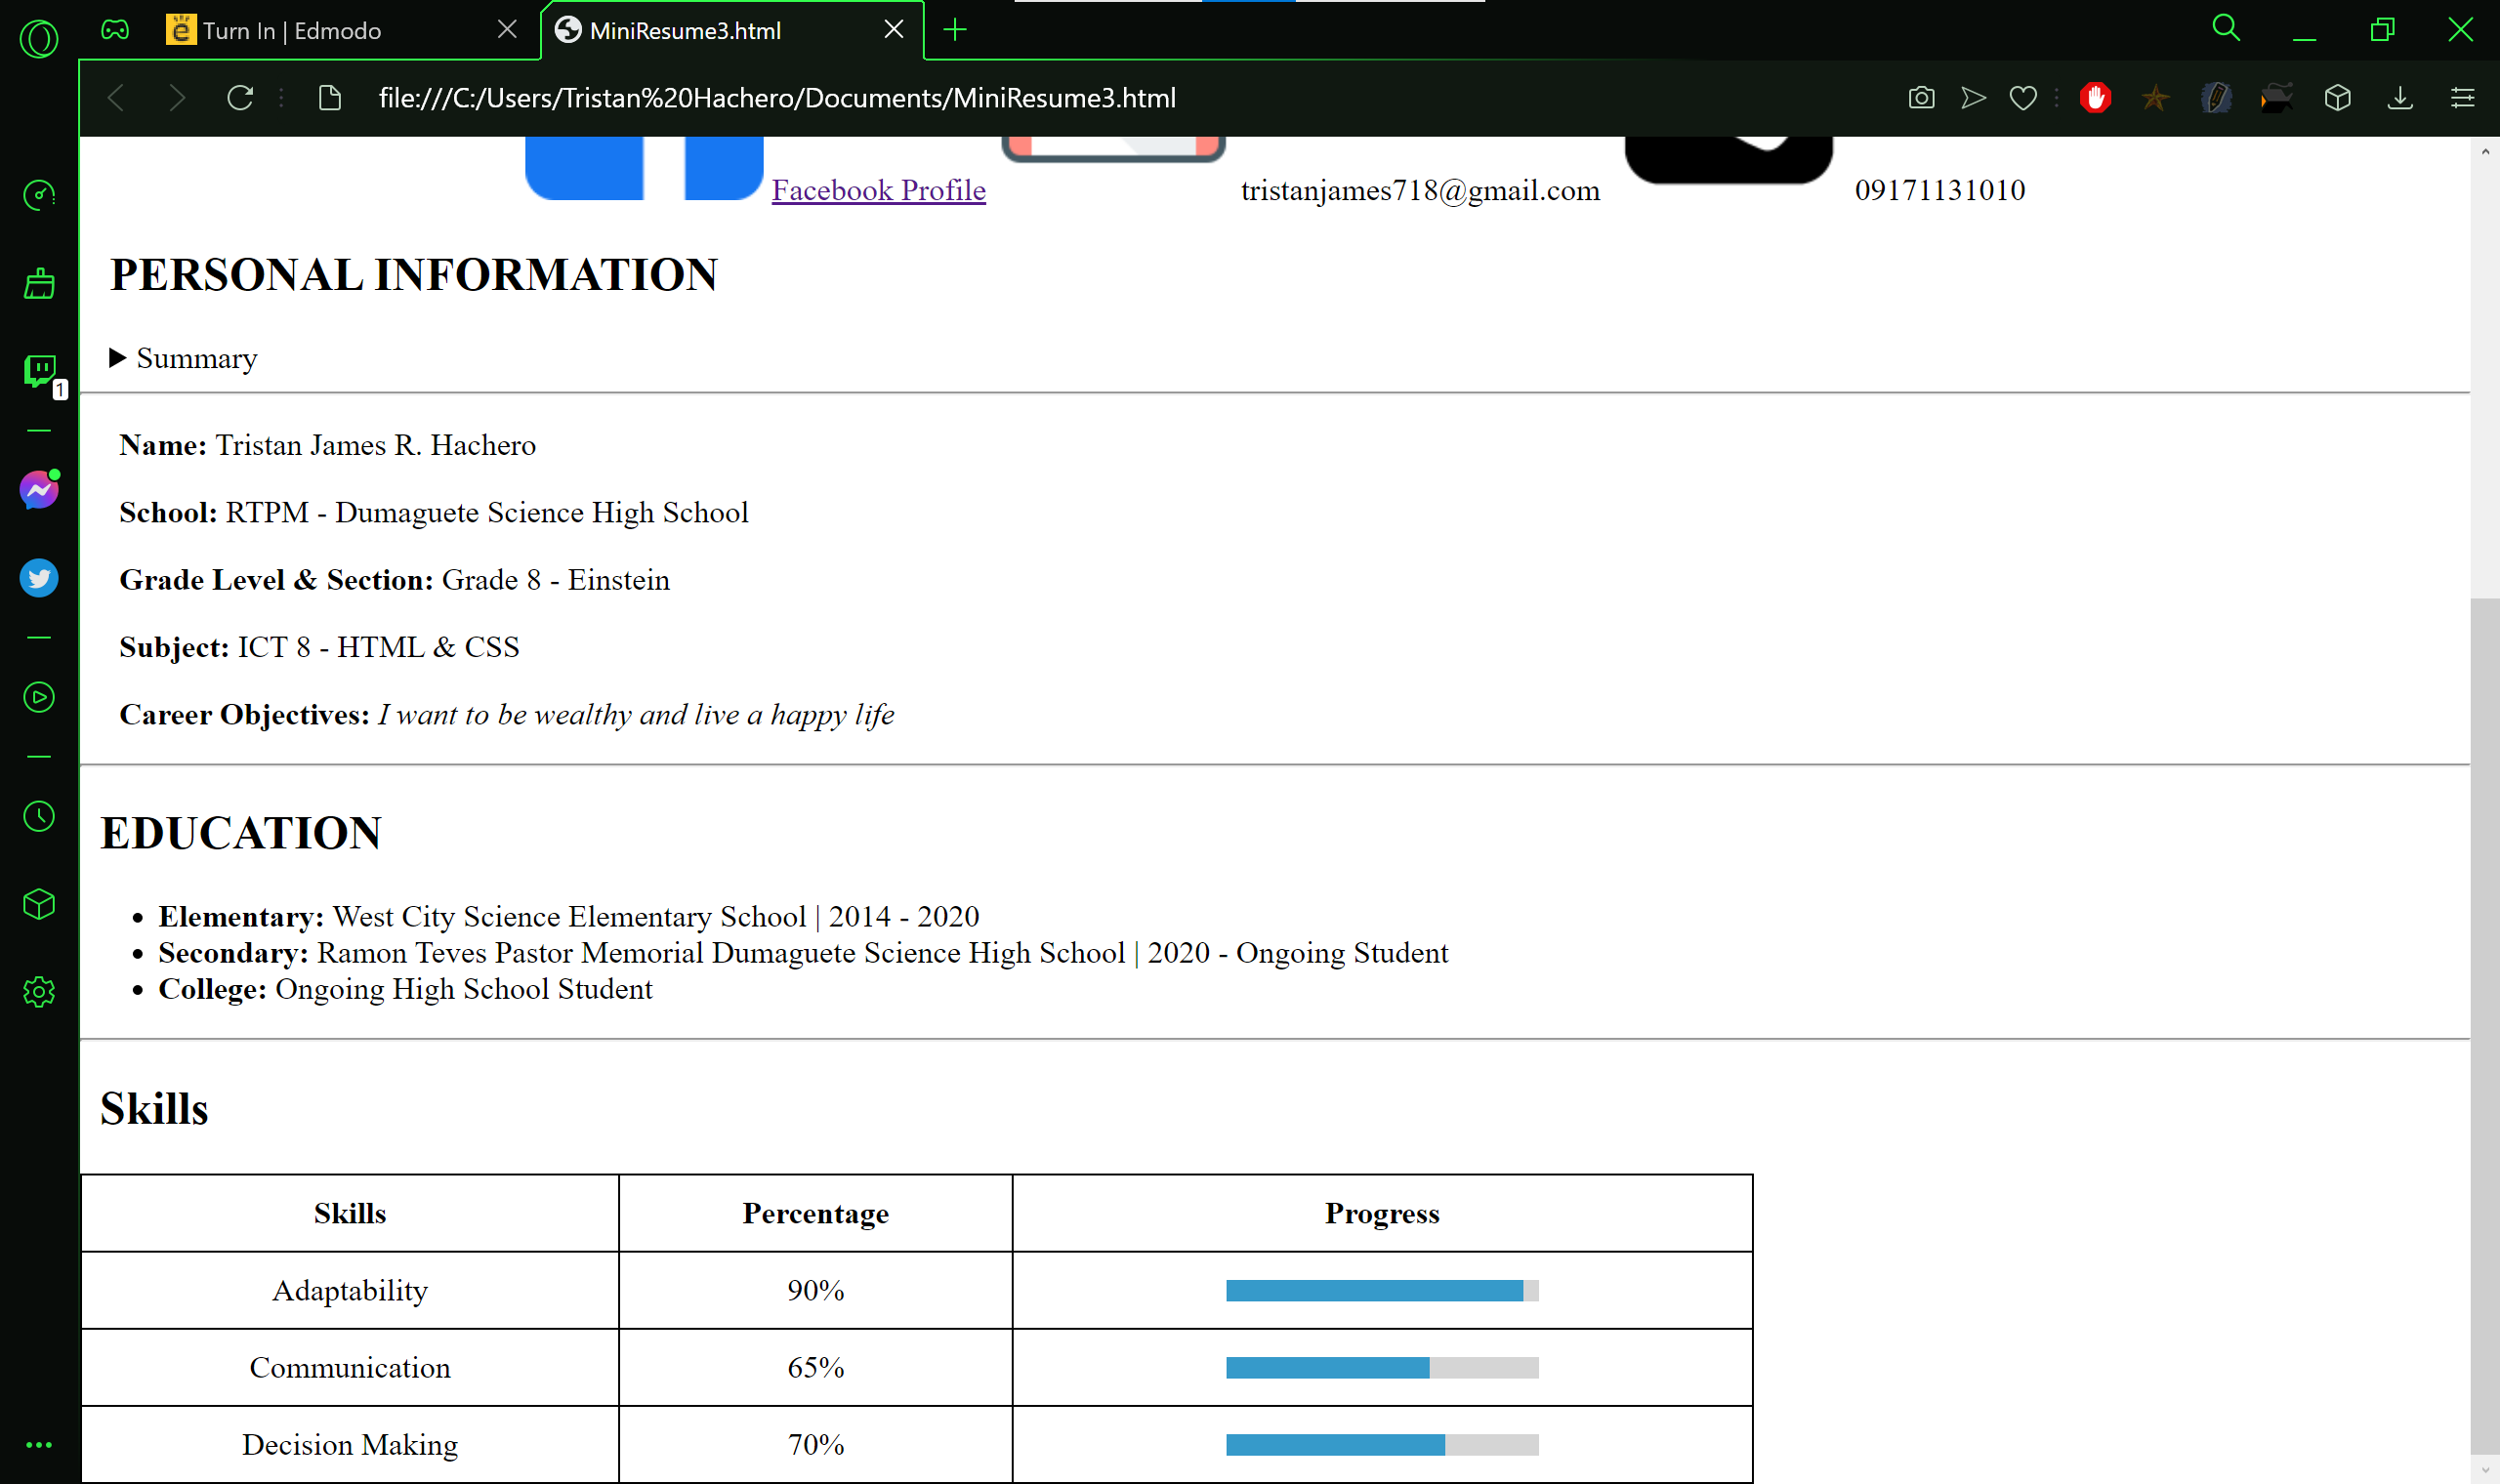 Turn In | Edmodo
MiniResume3.html
file:///C:/Users/Tristan%20Hachero/Documents/MiniResume3.html
Facebook Profile
tristanjames718@gmail.com
09171131010
PERSONAL INFORMATION
Summary
1
Name: Tristan James R. Hachero
School: RTPM - Dumaguete Science High School
Grade Level & Section: Grade 8 - Einstein
Subject: ICT 8 - HTML & CSS
Career Objectives: I want to be wealthy and live a happy life
EDUCATION
Elementary: West City Science Elementary School | 2014 - 2020
Secondary: Ramon Teves Pastor Memorial Dumaguete Science High School | 2020 - Ongoing Student
College: Ongoing High School Student
Skills
Skills Percentage Progress
Adaptability 90%
Communication 65%
Decision Making 70%